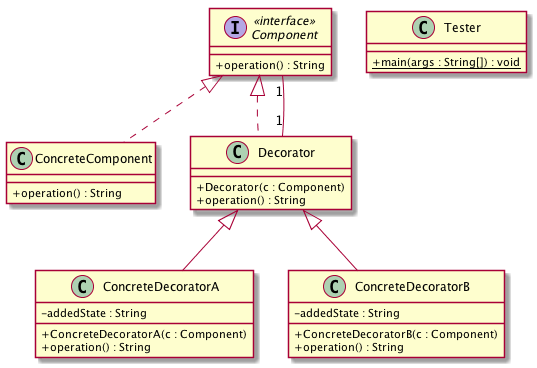 I
«interface»
Component
+operation() : String
C
Tester
+main(args : String[]) : void
1
1
C
ConcreteComponent
+operation() : String
C
Decorator
+Decorator(c : Component)
+operation() : String
C
ConcreteDecoratorA
-addedState : String
+ConcreteDecoratorA(c : Component)
+operation() : String
C
ConcreteDecoratorB
-addedState : String
+ConcreteDecoratorB(c : Component)
+operation() : String